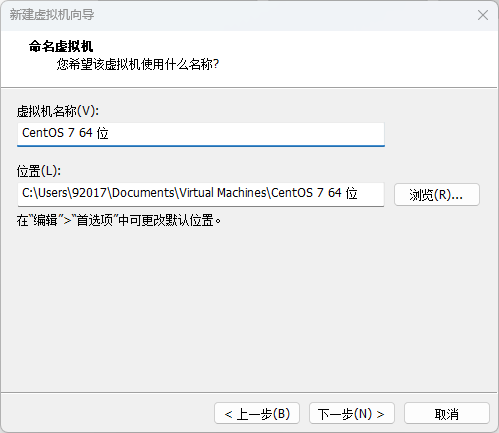 新建虚拟机向导
命名虚拟机
您希望该虚拟机使用什么名称?
虚拟机名称(V):
CentOS 7 64 位
位置(L):
C:\Users\92017\Documents\Virtual Machines\CentOS 7 64 位
浏览(R)...
在“编辑”>“首选项”中可更改默认位置。
< 上一步(B)
下一步(N) >
取消